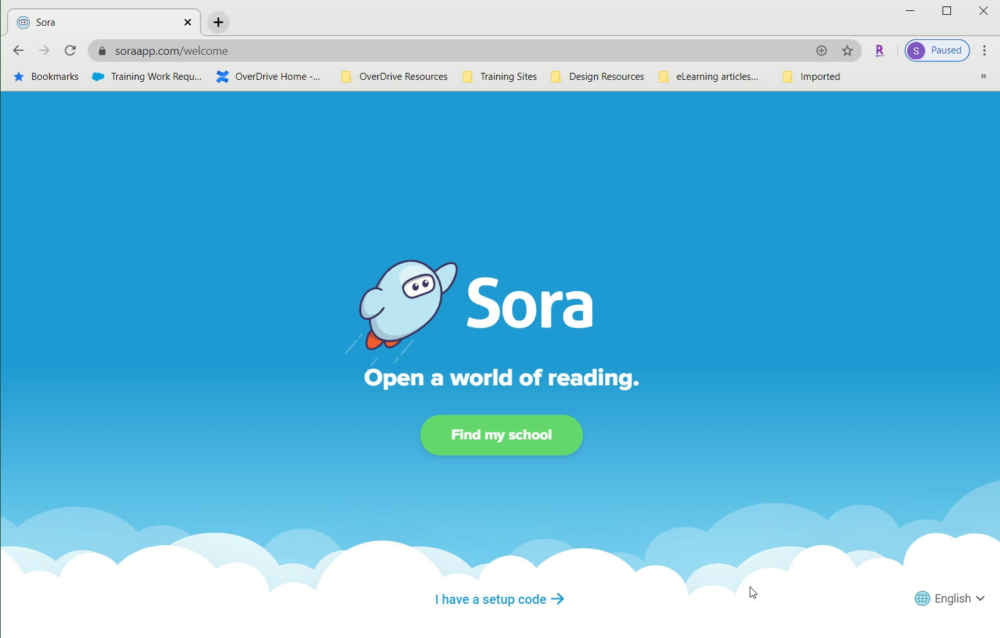 Sora
soraapp.com/welcome
R
S Paused
Bookmarks Training Work Requ... OverDrive Home -... OverDrive Resources Training Sites Design Resources eLearning articles... Imported »
Sora
Open a world of reading.
Find my school
I have a setup code →
English